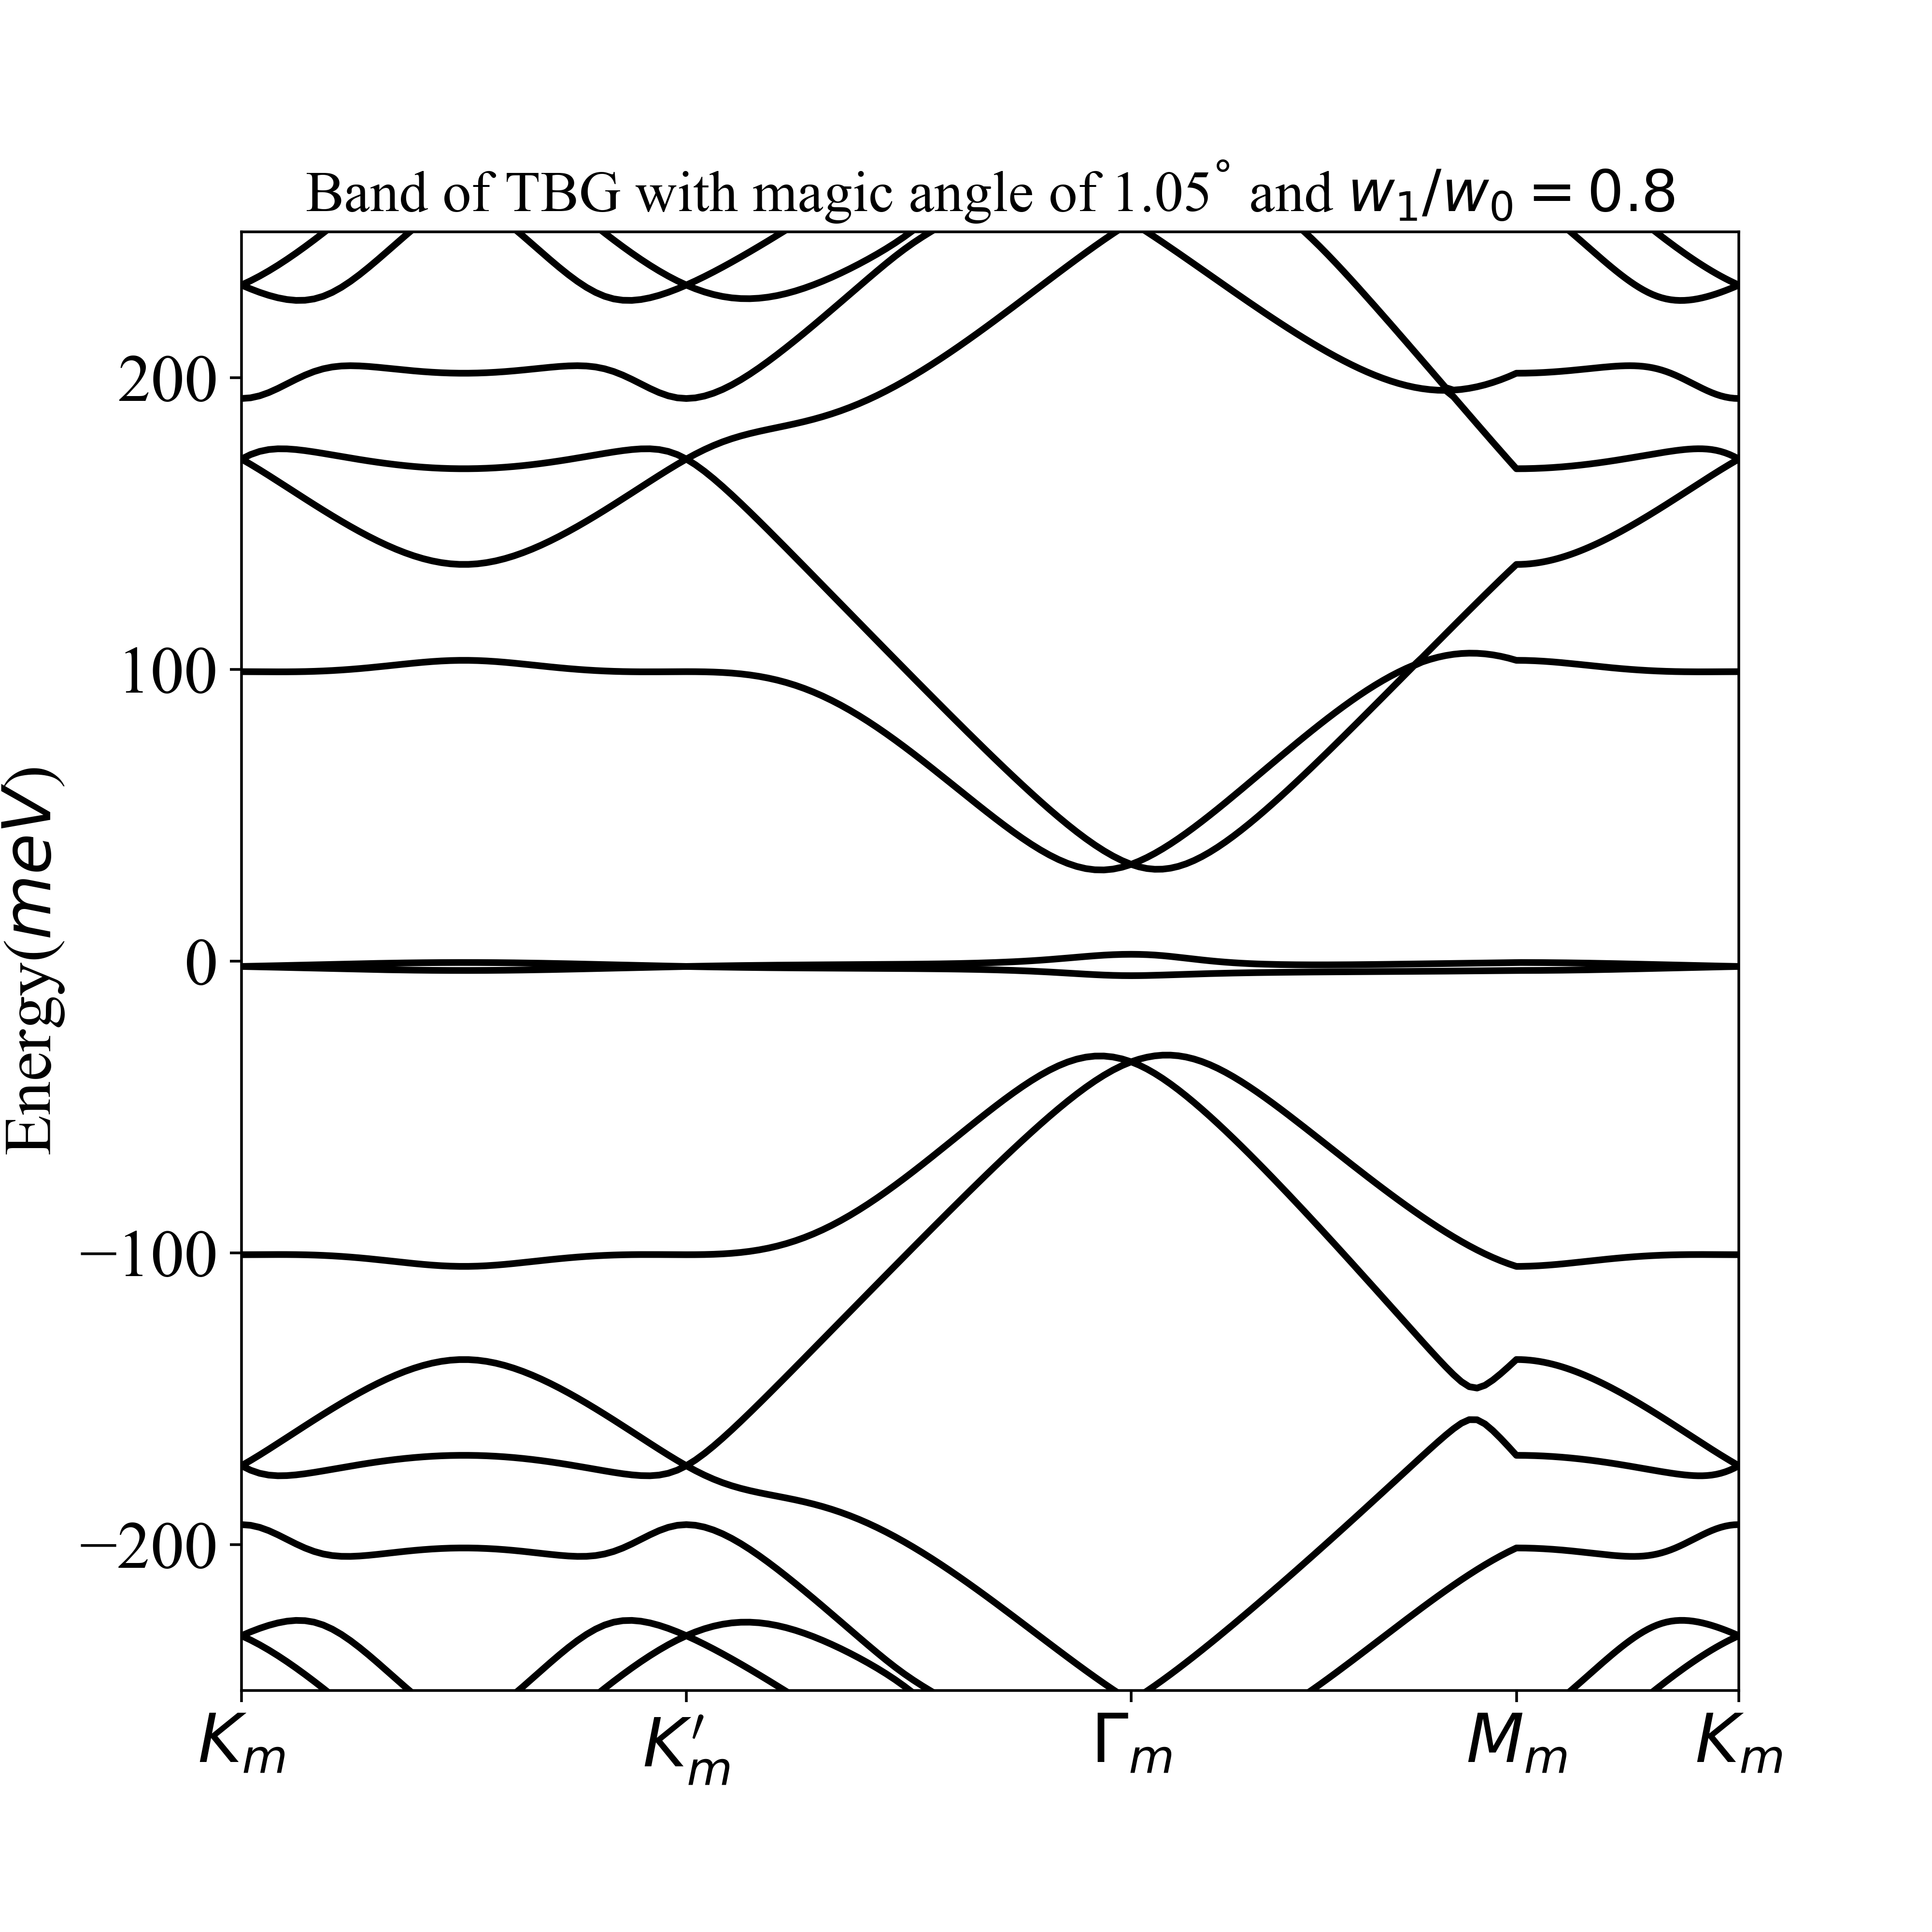 Band of TBG with magic angle of 1.05° and w₁/w₀ = 0.8
Energy(meV)
200
100
0
−100
−200
Kₘ K′ₘ Γₘ Mₘ Kₘ